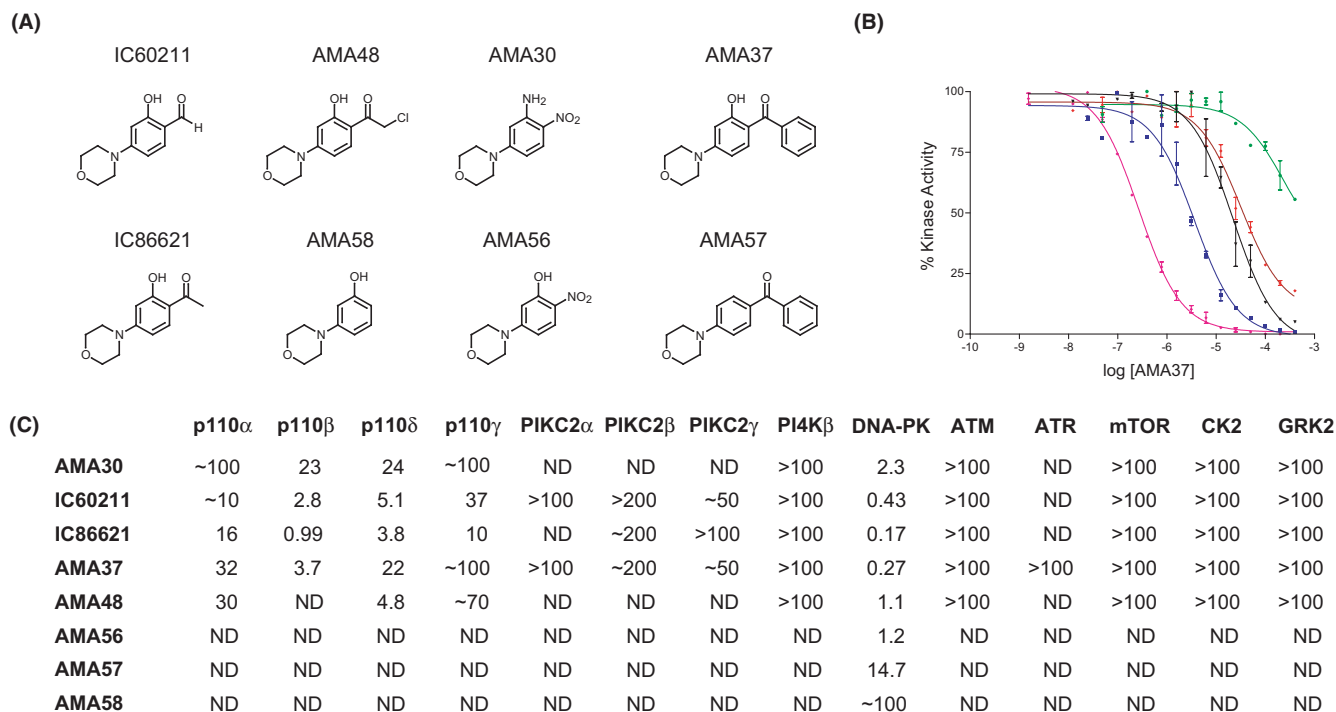 (A)
IC60211 AMA48 AMA30 AMA37
OH O H N O
OH O Cl N O
NH2 NO2 N O
OH O N O
IC86621 AMA58 AMA56 AMA57
OH O N O
OH N O
OH NO2 N O
O N O
(B)
% Kinase Activity
100
75
50
25
0
-10 -9 -8 -7 -6 -5 -4 -3
log [AMA37]
(C)
p110α p110β p110δ p110γ PIKC2α PIKC2β PIKC2γ PI4Kβ DNA-PK ATM ATR mTOR CK2 GRK2
AMA30 ~100 23 24 ~100 ND ND ND >100 2.3 >100 ND >100 >100 >100
IC60211 ~10 2.8 5.1 37 >100 >200 ~50 >100 0.43 >100 ND >100 >100 >100
IC86621 16 0.99 3.8 10 ND ~200 >100 >100 0.17 >100 ND >100 >100 >100
AMA37 32 3.7 22 ~100 >100 ~200 ~50 >100 0.27 >100 >100 >100 >100 >100
AMA48 30 ND 4.8 ~70 ND ND ND >100 1.1 >100 ND >100 >100 >100
AMA56 ND ND ND ND ND ND ND ND 1.2 ND ND ND ND ND
AMA57 ND ND ND ND ND ND ND ND 14.7 ND ND ND ND ND
AMA58 ND ND ND ND ND ND ND ND ~100 ND ND ND ND ND